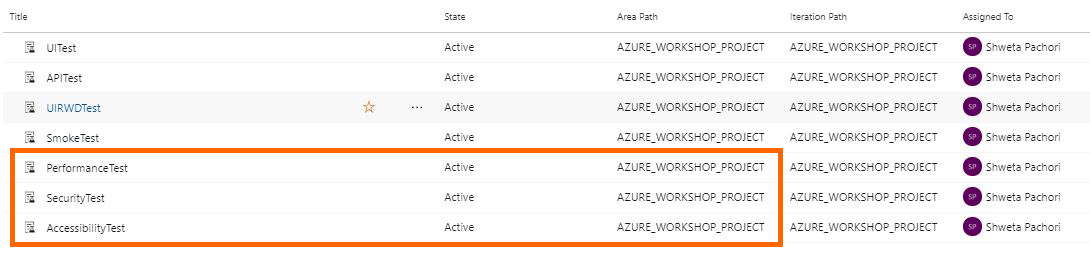 Title State Area Path Iteration Path Assigned To
UITest Active AZURE_WORKSHOP_PROJECT AZURE_WORKSHOP_PROJECT SP Shweta Pachori
APITest Active AZURE_WORKSHOP_PROJECT AZURE_WORKSHOP_PROJECT SP Shweta Pachori
UIRWDTest ... Active AZURE_WORKSHOP_PROJECT AZURE_WORKSHOP_PROJECT SP Shweta Pachori
SmokeTest Active AZURE_WORKSHOP_PROJECT AZURE_WORKSHOP_PROJECT SP Shweta Pachori
PerformanceTest Active AZURE_WORKSHOP_PROJECT AZURE_WORKSHOP_PROJECT SP Shweta Pachori
SecurityTest Active AZURE_WORKSHOP_PROJECT AZURE_WORKSHOP_PROJECT SP Shweta Pachori
AccessibilityTest Active AZURE_WORKSHOP_PROJECT AZURE_WORKSHOP_PROJECT SP Shweta Pachori